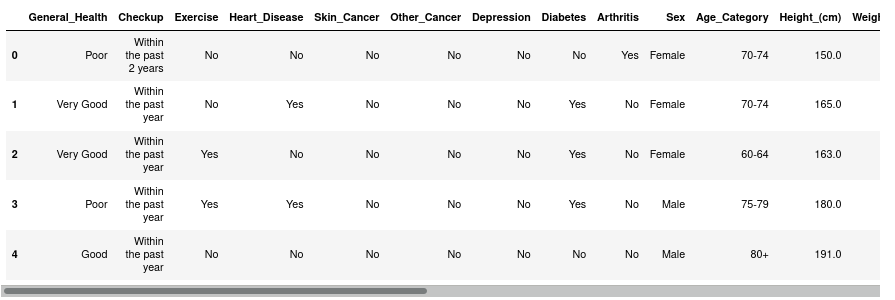 General_Health Checkup Exercise Heart_Disease Skin_Cancer Other_Cancer Depression Diabetes Arthritis Sex Age_Category Height_(cm)
0 Poor Within the past 2 years No No No No No No Yes Female 70-74 150.0
1 Very Good Within the past year No Yes No No No Yes No Female 70-74 165.0
2 Very Good Within the past year Yes No No No No Yes No Female 60-64 163.0
3 Poor Within the past year Yes Yes No No No Yes No Male 75-79 180.0
4 Good Within the past year No No No No No No No Male 80+ 191.0